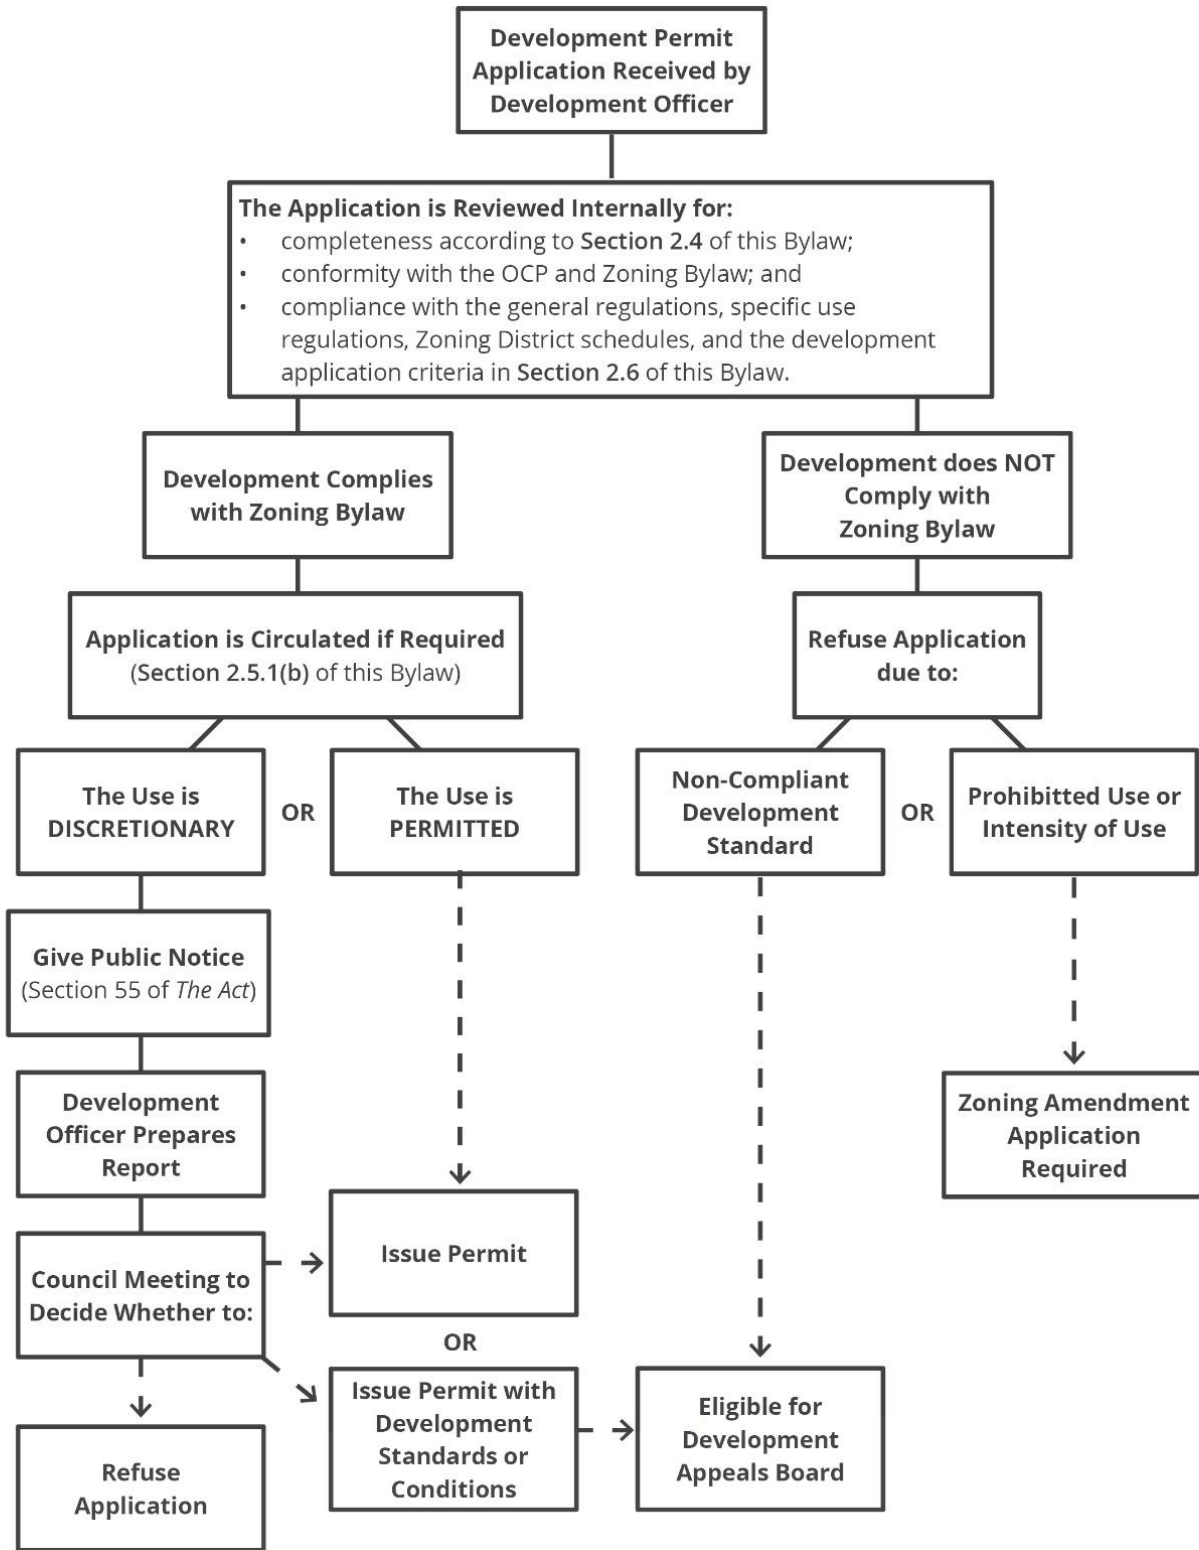 Development Permit
Application Received by
Development Officer
The Application is Reviewed Internally for:
• completeness according to Section 2.4 of this Bylaw;
• conformity with the OCP and Zoning Bylaw; and
• compliance with the general regulations, specific use
regulations, Zoning District schedules, and the development
application criteria in Section 2.6 of this Bylaw.
Development Complies
with Zoning Bylaw
Development does NOT
Comply with
Zoning Bylaw
Application is Circulated if Required
(Section 2.5.1(b) of this Bylaw)
Refuse Application
due to:
The Use is
DISCRETIONARY
OR
The Use is
PERMITTED
Non-Compliant
Development
Standard
OR
Prohibitted Use or
Intensity of Use
Give Public Notice
(Section 55 of The Act)
Development
Officer Prepares
Report
Zoning Amendment
Application
Required
Council Meeting to
Decide Whether to:
Issue Permit
OR
Issue Permit with
Development
Standards or
Conditions
Eligible for
Development
Appeals Board
Refuse
Application